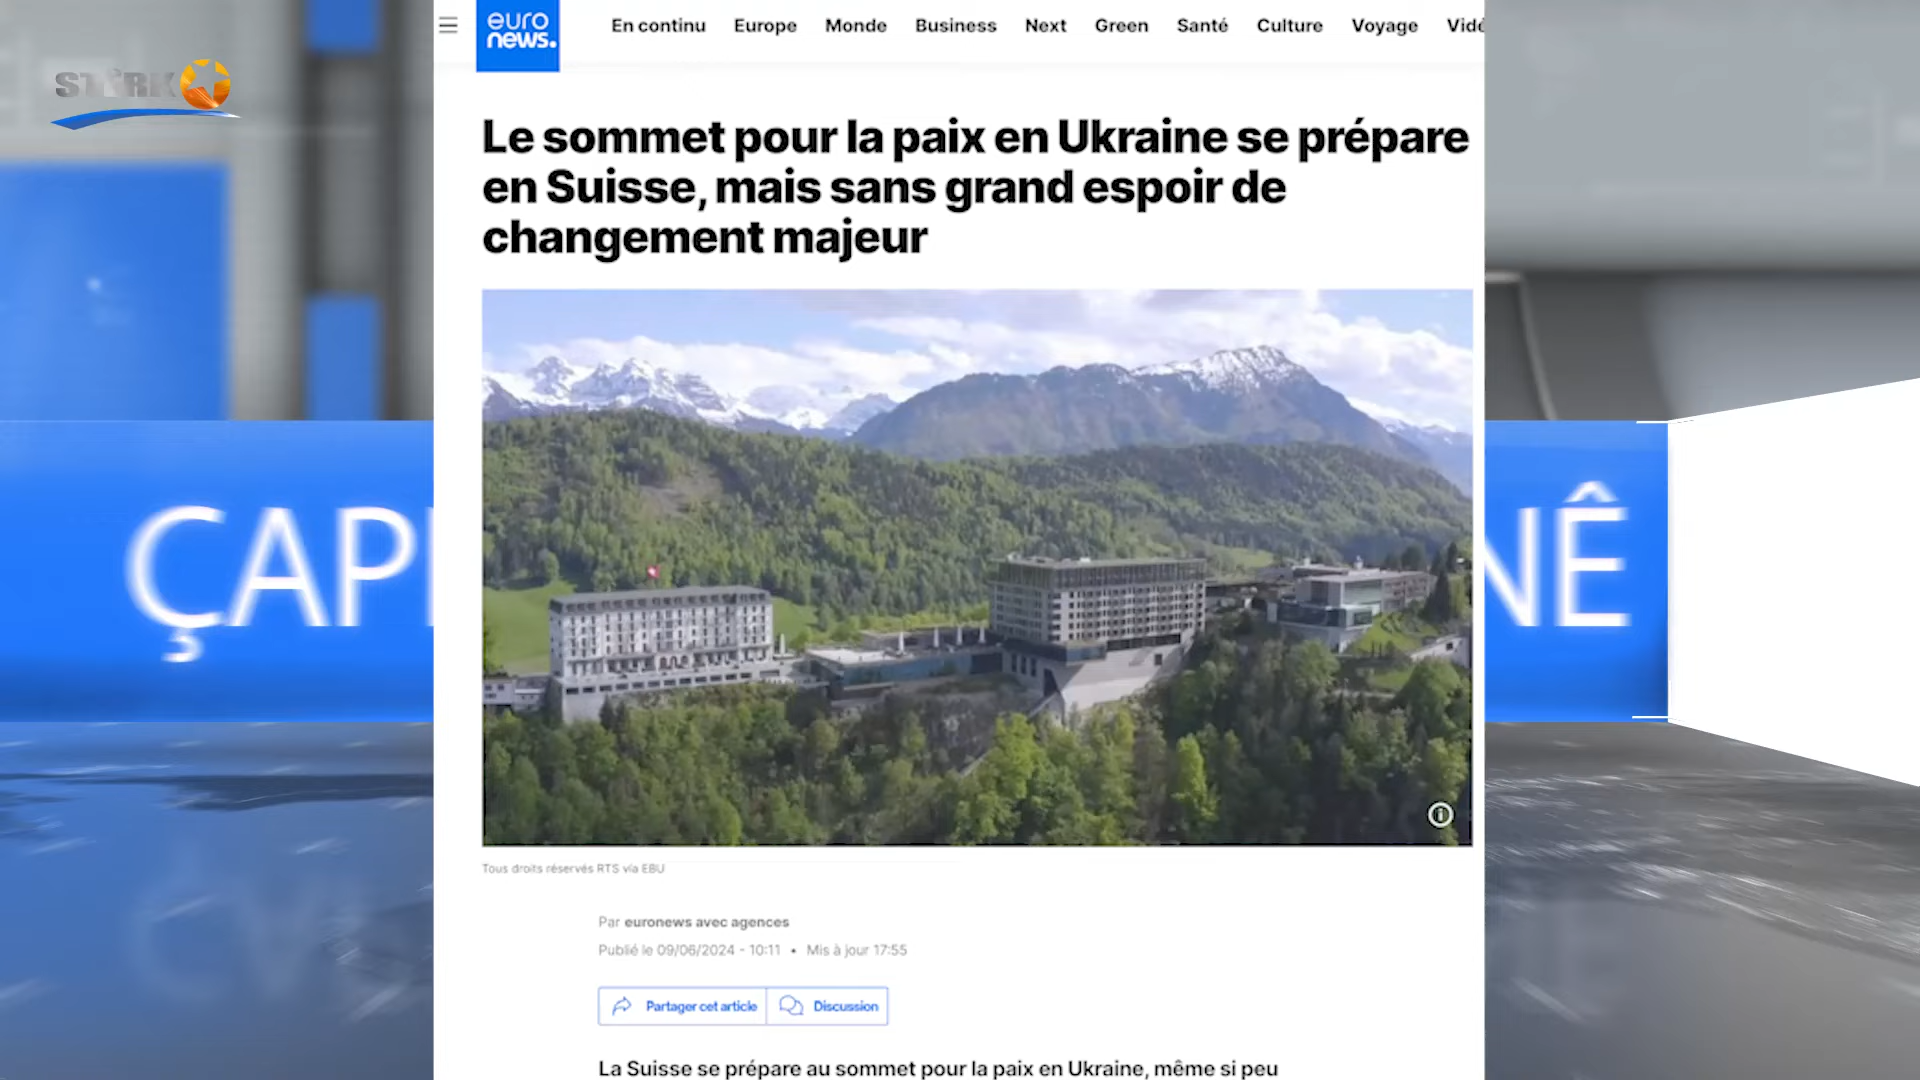 euro
news.
En continu Europe Monde Business Next Green Santé Culture Voyage Vidé
STÊRK
Le sommet pour la paix en Ukraine se prépare
en Suisse, mais sans grand espoir de
changement majeur
ÇAP
NÊ
Tous droits réservés RTS via EBU
Par euronews avec agences
Publié le 09/06/2024 - 10:11 • Mis à jour 17:55
Partager cet article Discussion
La Suisse se prépare au sommet pour la paix en Ukraine, même si peu